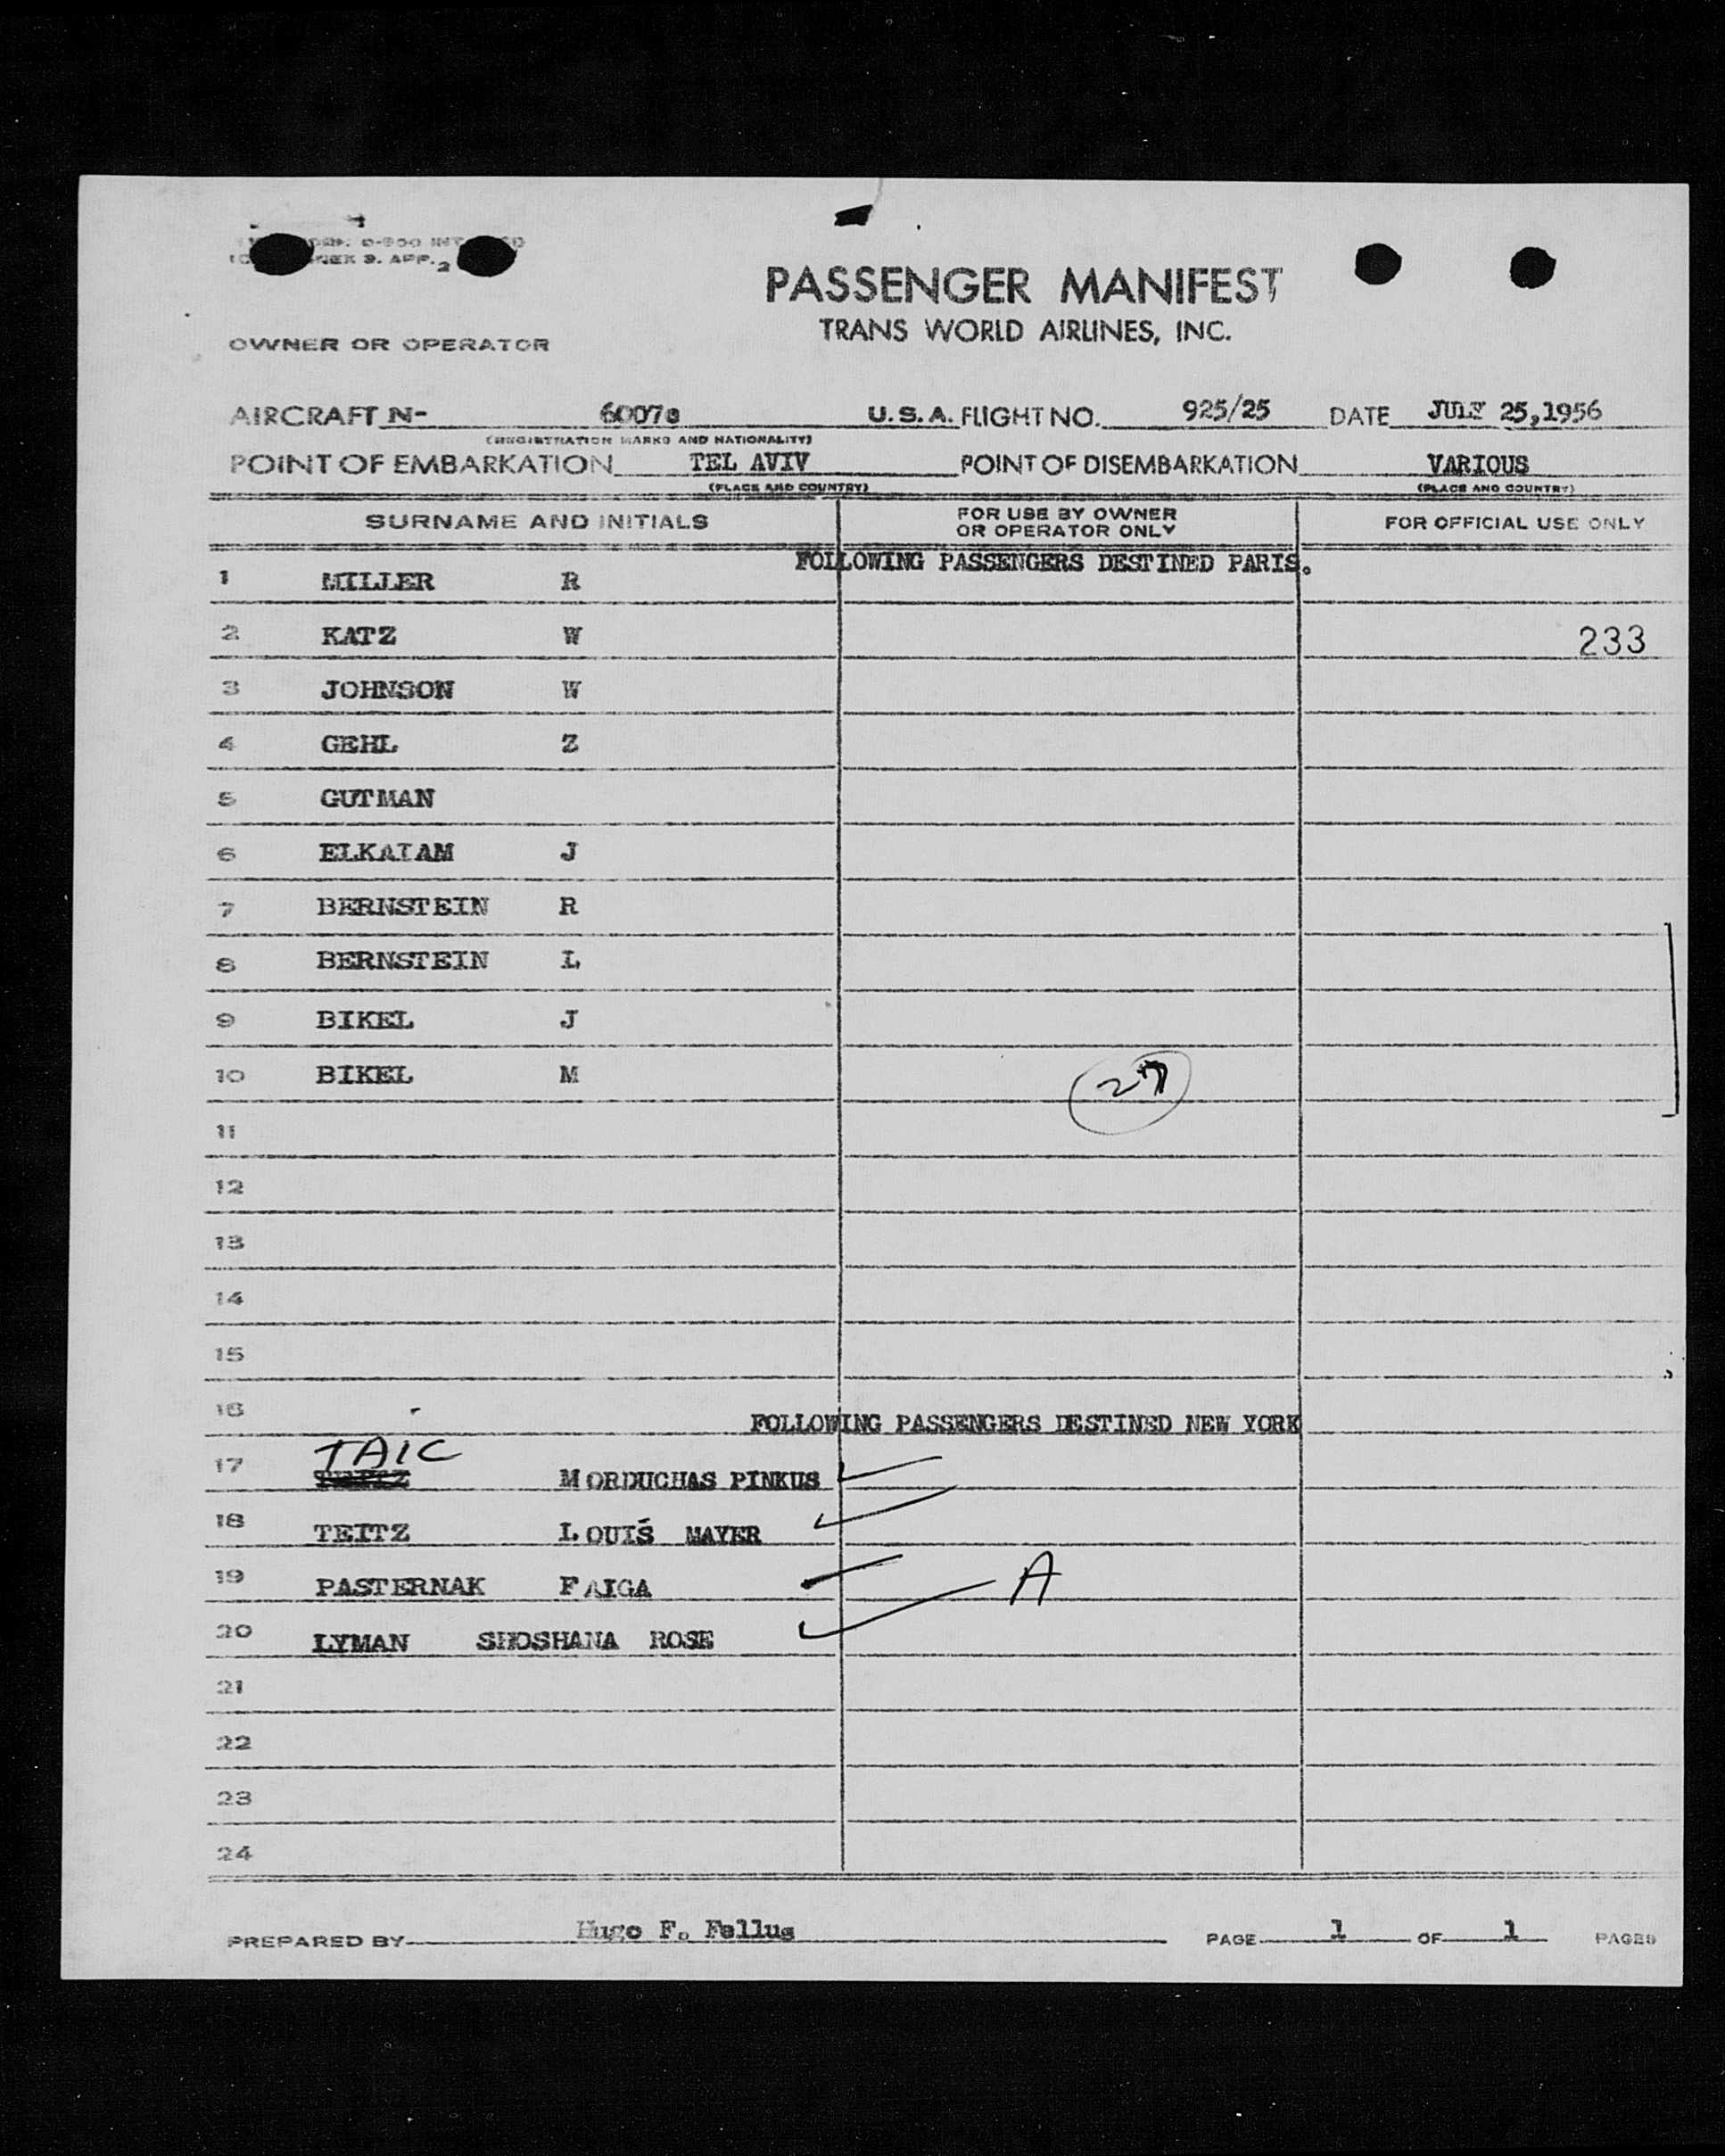 PASSENGER MANIFEST
TRANS WORLD AIRLINES, INC.
OWNER OR OPERATOR
AIRCRAFT N- U.S.A. FLIGHT NO. 925/25 DATE JULY 25,1956
(REGISTRATION MARKS AND NATIONALITY)
POINT OF EMBARKATION TEL AVIV POINT OF DISEMBARKATION VARIOUS
(PLACE AND COUNTRY) (PLACE AND COUNTRY)
SURNAME AND INITIALS FOR USE BY OWNER OR OPERATOR ONLY FOR OFFICIAL USE ONLY
FOLLOWING PASSENGERS DESTINED PARIS.
1 MILLER R
2 KATZ W 233
3 JOHNSON W
4 GEHL Z
5 GUTMAN
6 ELKAIAM J
7 BERNSTEIN R
8 BERNSTEIN L
9 BIKEL J
10 BIKEL M 27
11
12
13
14
15
16 FOLLOWING PASSENGERS DESTINED NEW YORK
TAIC
17 MORDUCHAS PINKUS
18 TEITZ LOUIS MAYER
19 PASTERNAK FAIGA A
20 LYMAN SHOSHANA ROSE
21
22
23
24
PREPARED BY Hugo F. Fellus PAGE 1 OF 1 PAGES